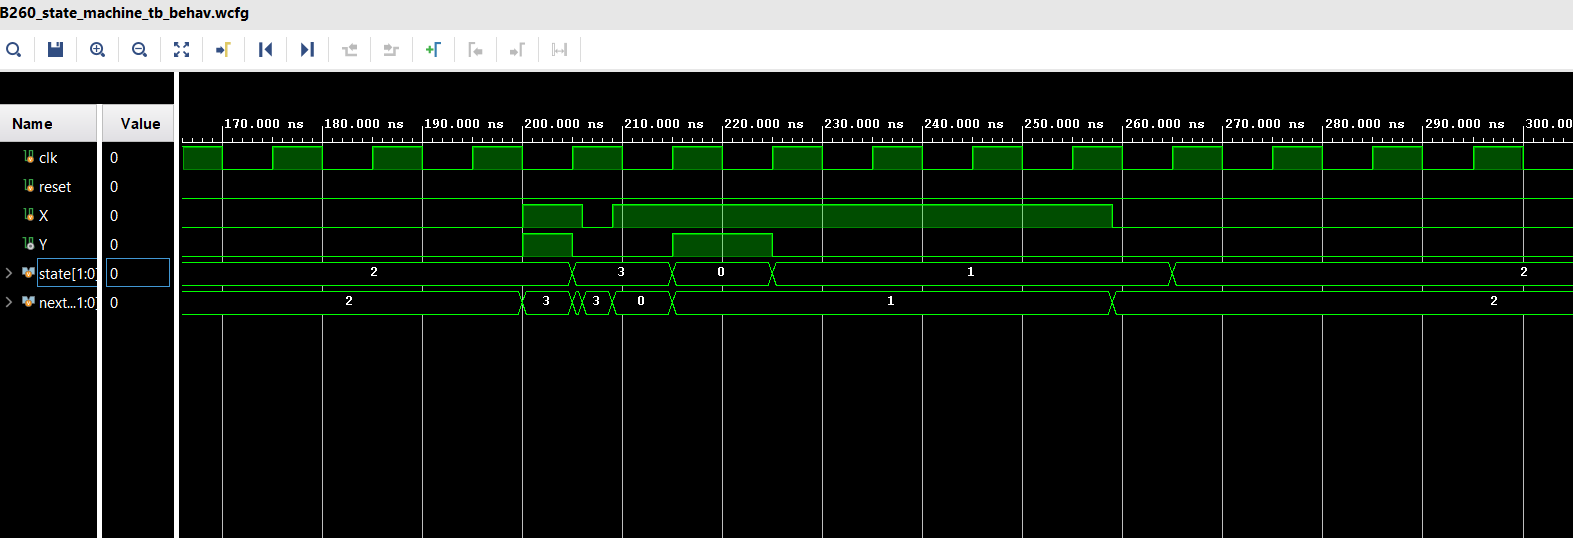 B260_state_machine_tb_behav.wcfg
Name Value 170.000 ns 180.000 ns 190.000 ns 200.000 ns 210.000 ns 220.000 ns 230.000 ns 240.000 ns 250.000 ns 260.000 ns 270.000 ns 280.000 ns 290.000 ns 300.0
clk 0
reset 0
X 0
Y 0
state[1:0] 0 2 3 0 1 2
next...1:0] 0 2 3 3 0 1 2